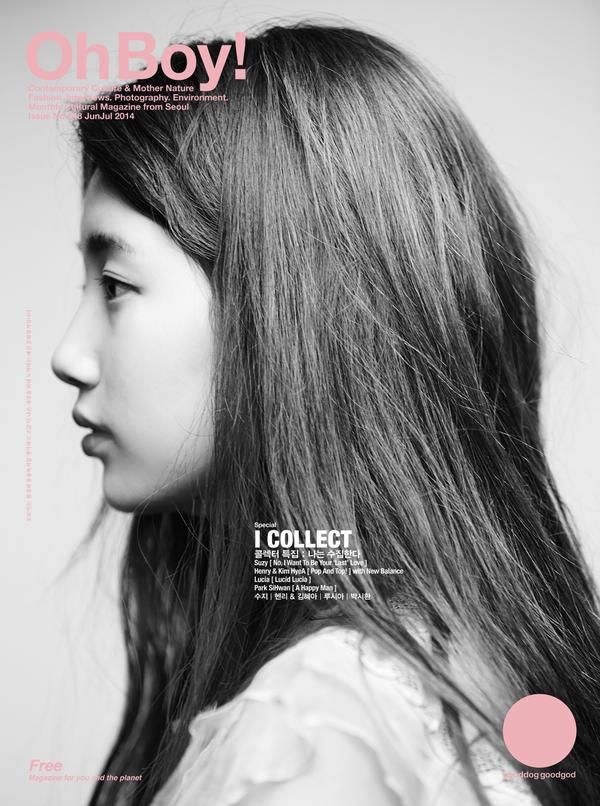 OhBoy!
Contemporary Culture & Mother Nature
Fashion. Interviews. Photography. Environment.
Monthly Cultural Magazine from Seoul
Issue No. JunJul 2014
Special
I COLLECT
콜렉터 특집 : 나는 수집한다
Suzy [ No, I Want To Be Your 'Last' Love ]
Henry & Kim HyeA [ Pop And Top! ] with New Balance
Lucia [ Lucid Lucia ]
Park SiHwan [ A Happy Man ]
수지 | 헨리 & 김혜아 | 루시아 | 박시환
Free
Magazine for you and the planet
gooddoggoodgod